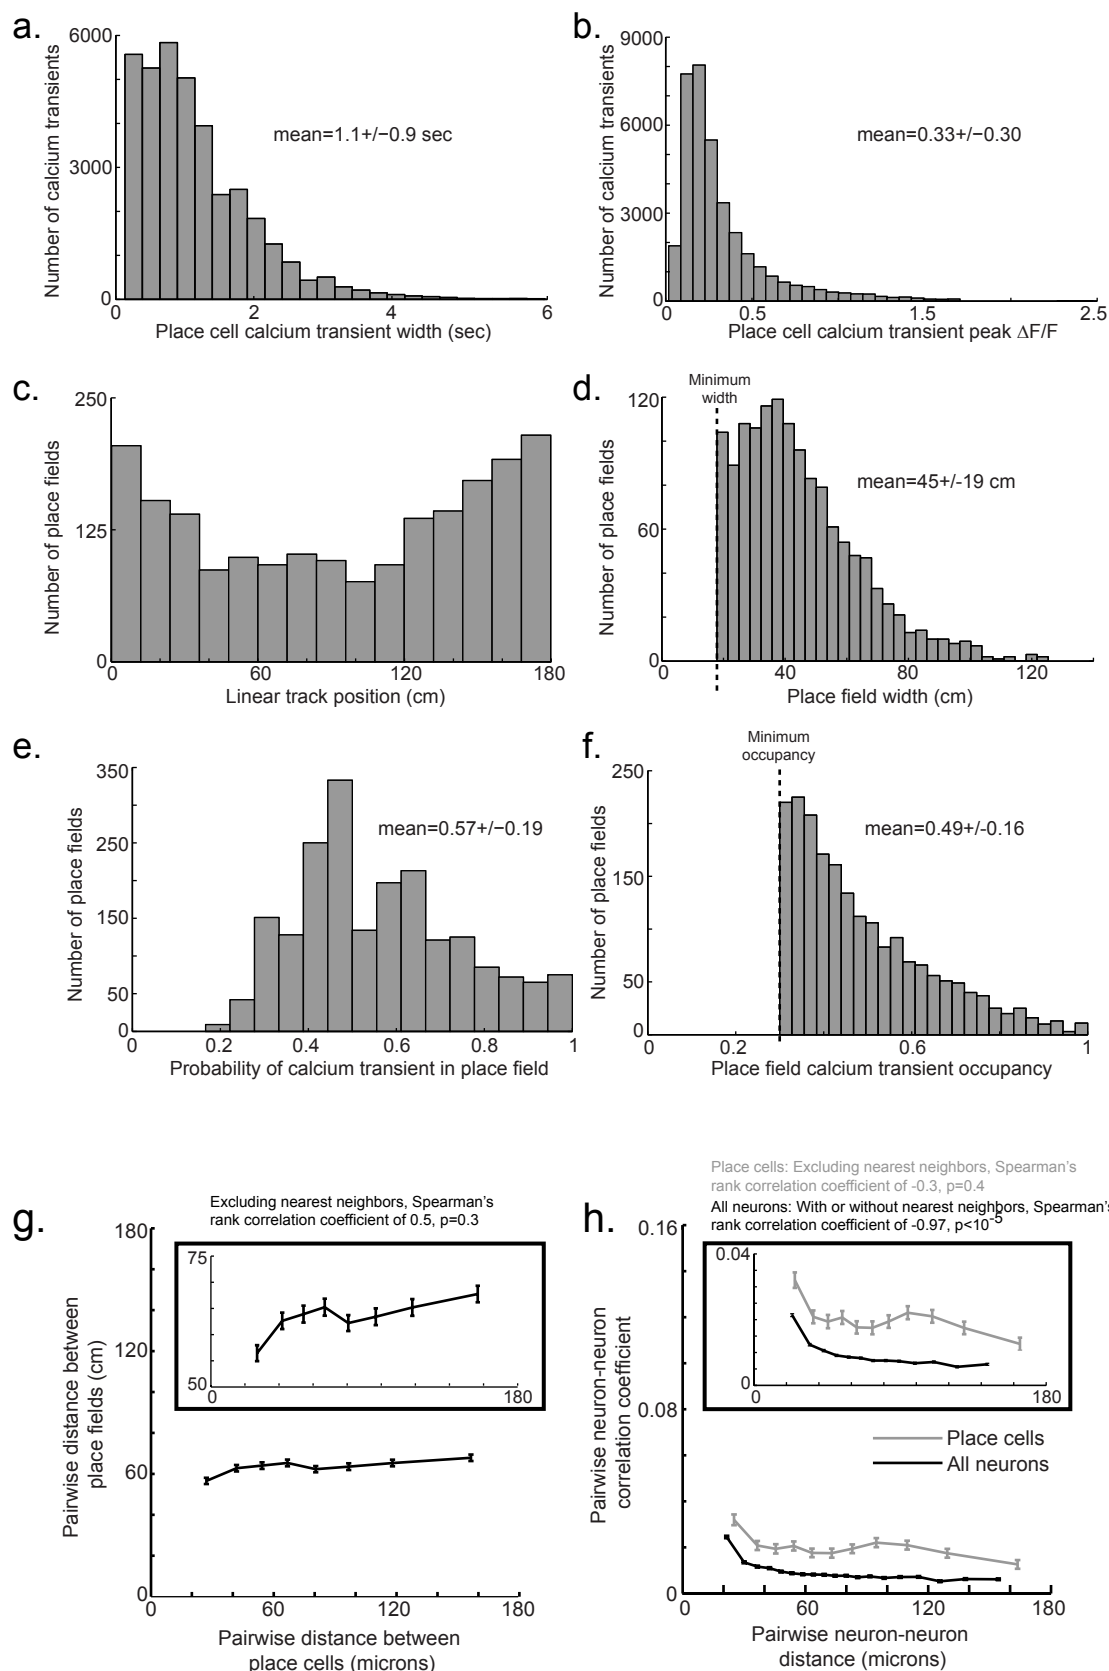 a.
6000
3000
0
Number of calcium transients
mean=1.1+/−0.9 sec
0
2
4
6
Place cell calcium transient width (sec)
b.
9000
6000
3000
0
Number of calcium transients
mean=0.33+/−0.30
0
0.5
1.5
2.5
Place cell calcium transient peak ΔF/F
c.
250
125
0
Number of place fields
0
60
120
180
Linear track position (cm)
d.
Minimum
width
120
60
0
Number of place fields
mean=45+/-19 cm
0
40
80
120
Place field width (cm)
e.
350
250
150
50
0
Number of place fields
mean=0.57+/−0.19
0
0.2
0.4
0.6
0.8
1
Probability of calcium transient in place field
f.
Minimum
occupancy
250
150
50
0
Number of place fields
mean=0.49+/-0.16
0
0.2
0.6
1
Place field calcium transient occupancy
g.
Excluding nearest neighbors, Spearman's
rank correlation coefficient of 0.5, p=0.3
180
120
60
0
Pairwise distance between
place fields (cm)
75
50
0
180
0
60
120
180
Pairwise distance between
place cells (microns)
h.
Place cells: Excluding nearest neighbors, Spearman's
rank correlation coefficient of -0.3, p=0.4
All neurons: With or without nearest neighbors, Spearman's
rank correlation coefficient of -0.97, p<10-5
0.16
0.08
0
Pairwise neuron-neuron
correlation coefficient
0.04
0
0
180
Place cells
All neurons
0
60
120
180
Pairwise neuron-neuron
distance (microns)